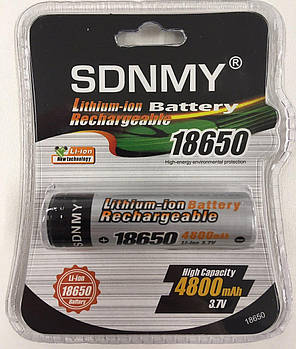 SDNMY®
Lithium-ion Battery
Rechargeable
18650
Li-ion
New technology
High-energy environmental protection
SDNMY
Lithium-ion Battery
Rechargeable
+ 18650 4800mAh -
Li-ion 3.7V
Li-ion
18650
Battery
High Capacity
4800mAh
3.7V
18650